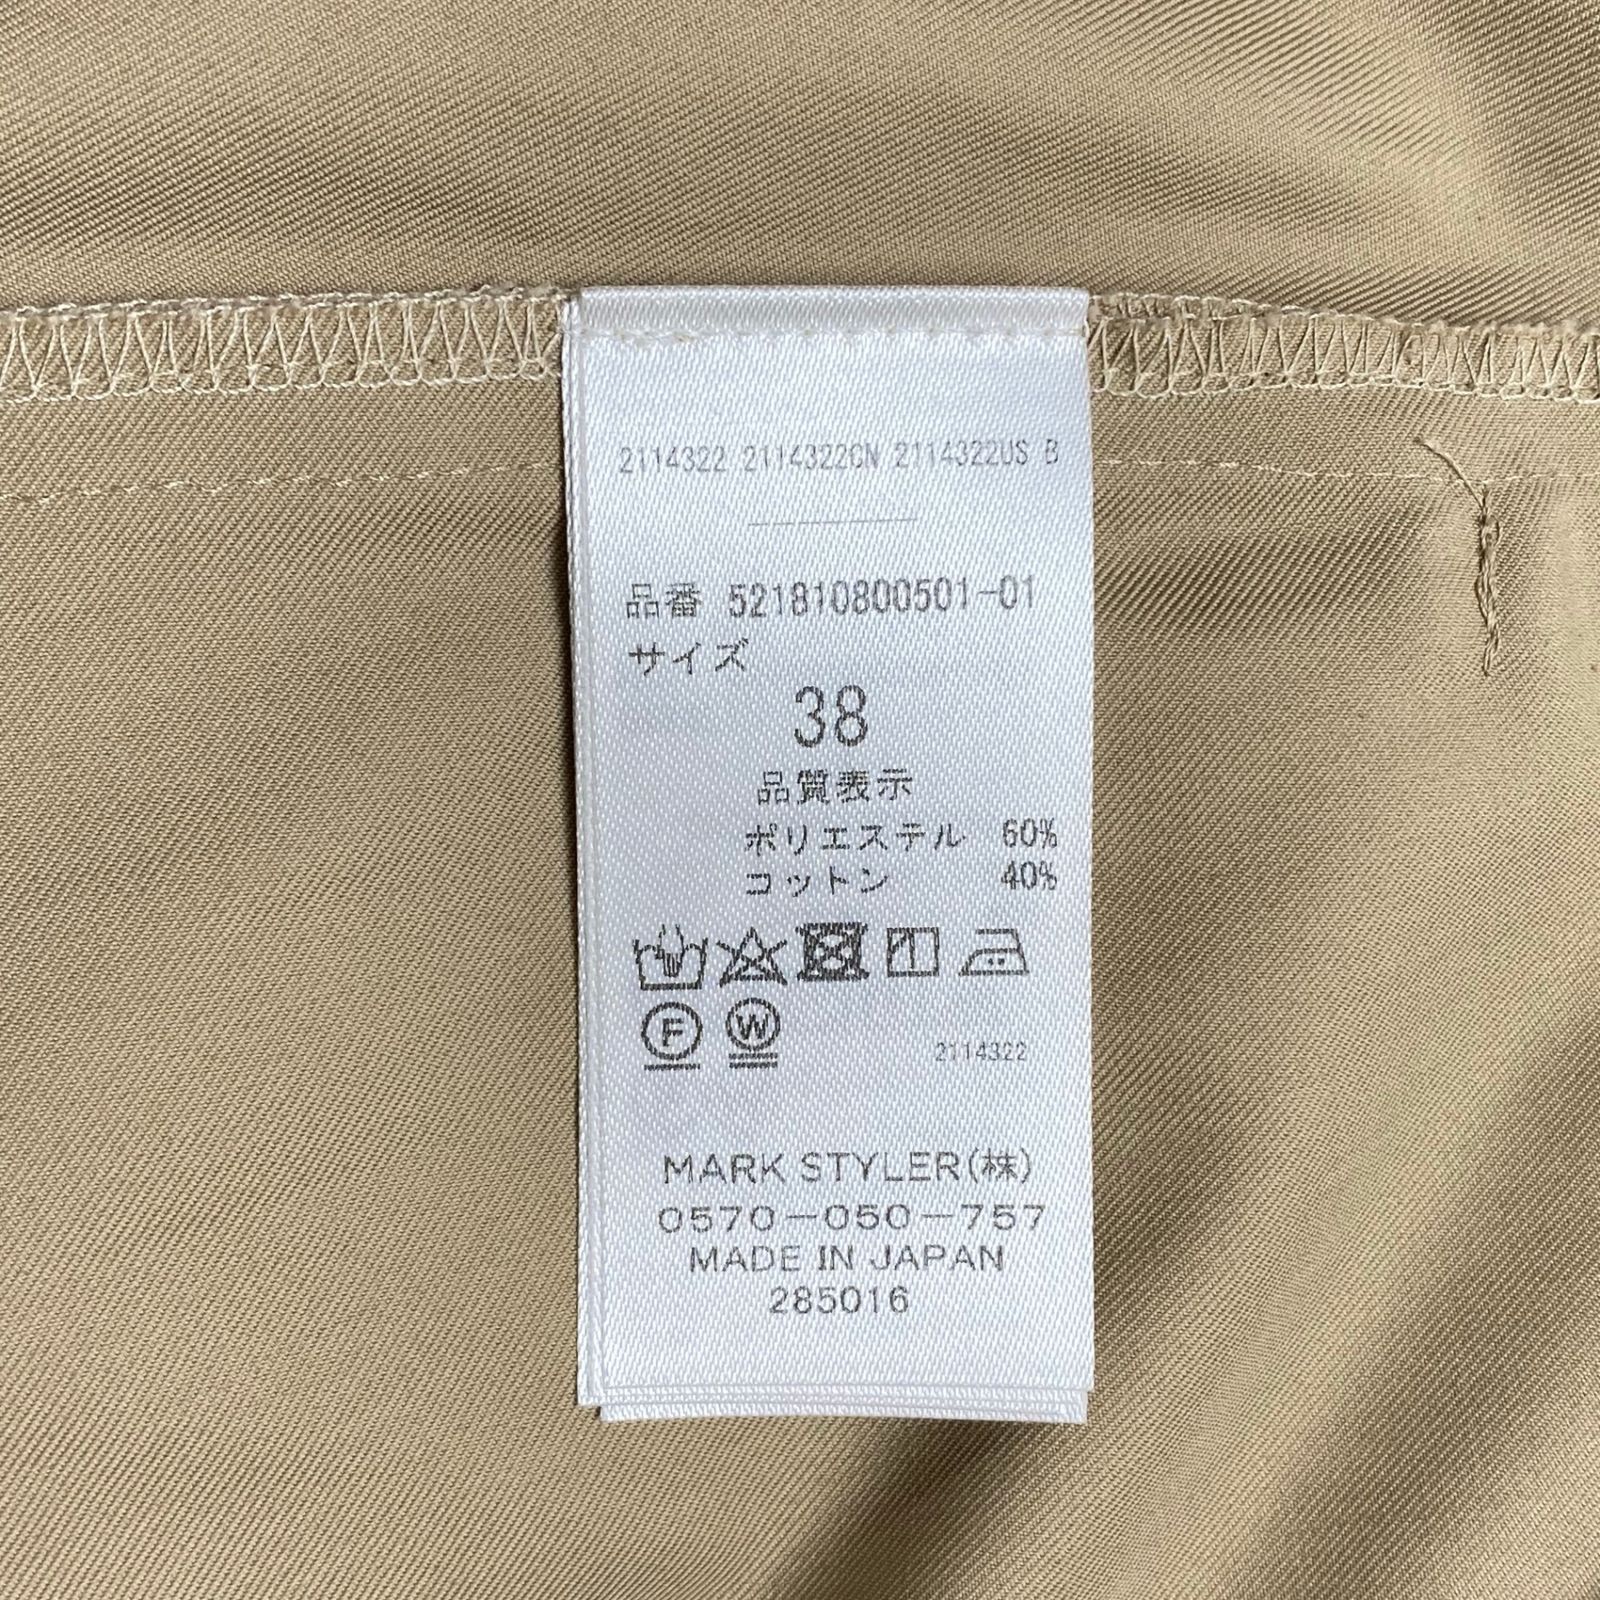 2114322 2114322CN 2114322US B
品番 521810800501-01
サイズ
38
品質表示
ポリエステル 60%
コットン 40%
F W
2114322
MARK STYLER(株)
0570-050-757
MADE IN JAPAN
285016